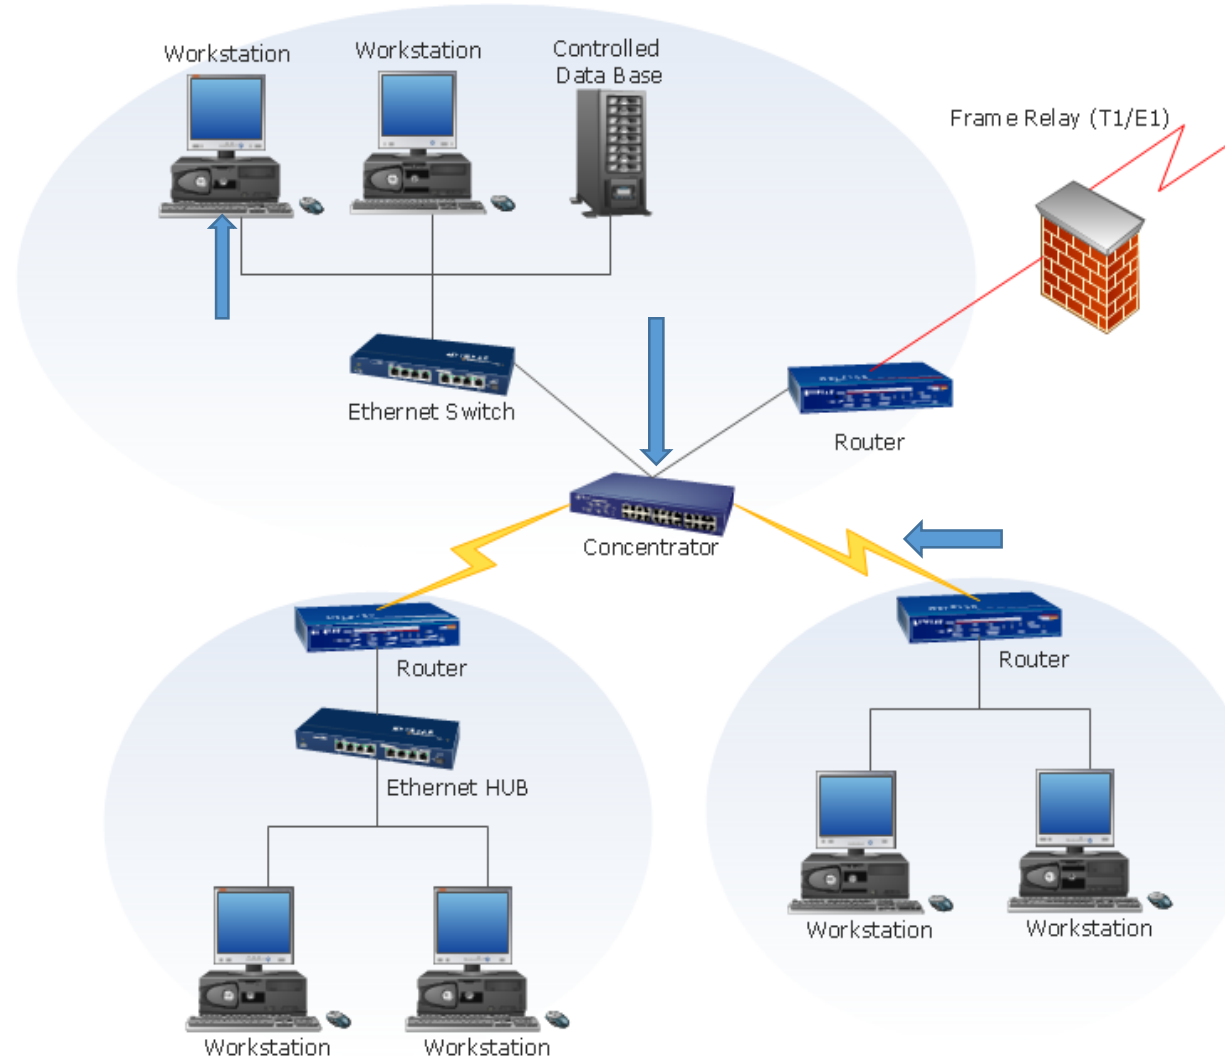 Workstation
Workstation
Controlled
Data Base
Frame Relay (T1/E1)
Ethernet Switch
Router
Concentrator
Router
Router
Ethernet HUB
Workstation
Workstation
Workstation
Workstation